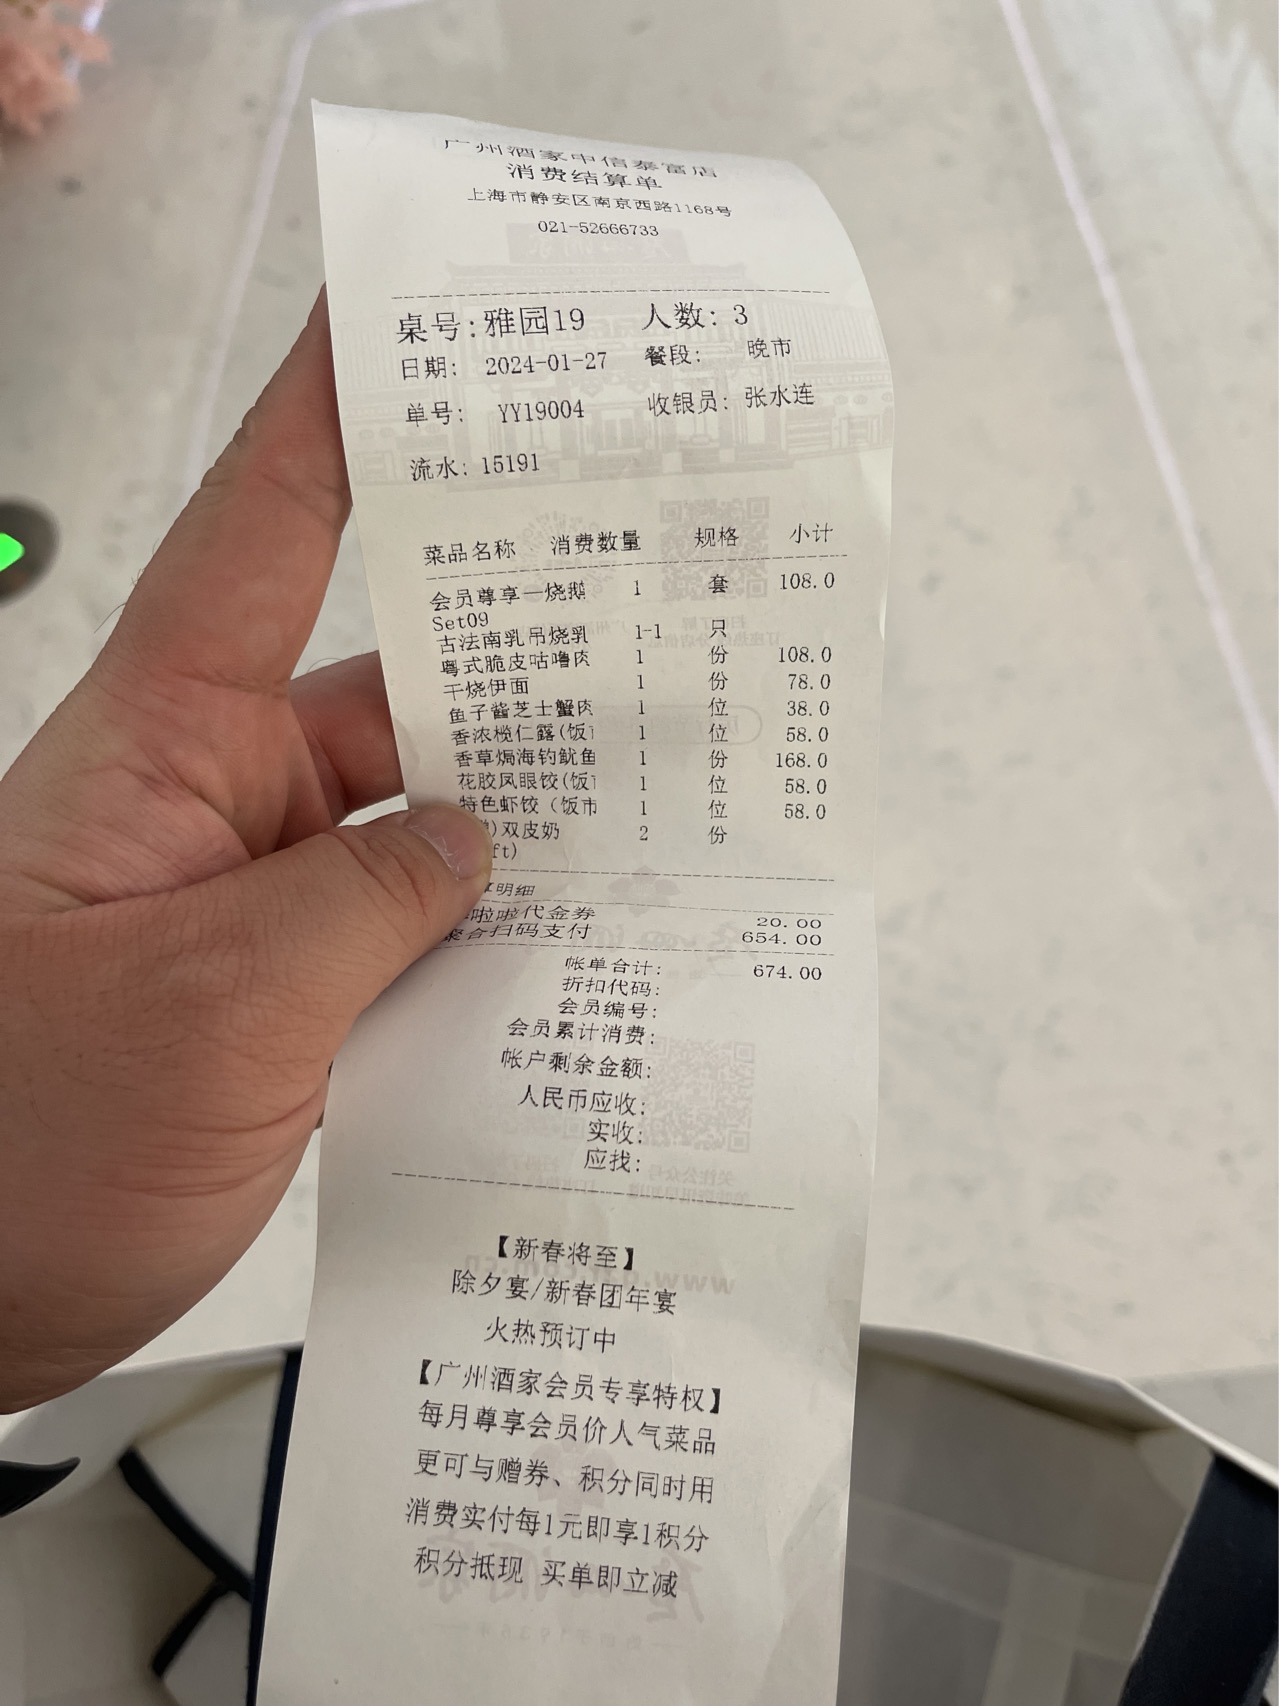 广州酒家中信泰富店
消费结算单
上海市静安区南京西路1168号
021-52666733
桌号:雅园19 人数: 3
日期: 2024-01-27 餐段: 晚市
单号: YY19004 收银员: 张水连
流水: 15191
菜品名称 消费数量 规格 小计
会员尊享一烧鹅 1 套 108.0
Set09
古法南乳吊烧乳 1-1 只
粤式脆皮咕噜肉 1 份 108.0
干烧伊面 1 份 78.0
鱼子酱芝士蟹肉 1 位 38.0
香浓榄仁露(饭 1 位 58.0
香草焗海钓鱿鱼 1 份 168.0
花胶凤眼饺(饭 1 位 58.0
特色虾饺 (饭市 1 位 58.0
)双皮奶 2 份
ft)
明细
啦啦代金券 20.00
聚合扫码支付 654.00
帐单合计: 674.00
折扣代码:
会员编号:
会员累计消费:
帐户剩余金额:
人民币应收:
实收:
应找:
【新春将至】
除夕宴/新春团年宴
火热预订中
【广州酒家会员专享特权】
每月尊享会员价人气菜品
更可与赠券、积分同时用
消费实付每1元即享1积分
积分抵现 买单即立减